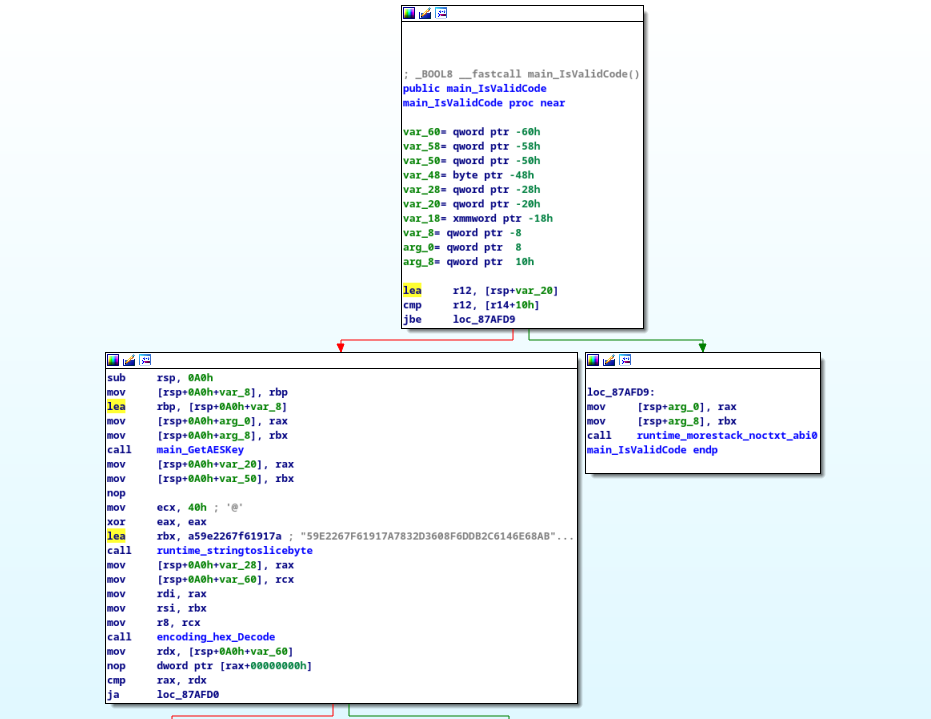 ; _BOOL8 __fastcall main_IsValidCode()
public main_IsValidCode
main_IsValidCode proc near
var_60= qword ptr -60h
var_58= qword ptr -58h
var_50= qword ptr -50h
var_48= byte ptr -48h
var_28= qword ptr -28h
var_20= qword ptr -20h
var_18= xmmword ptr -18h
var_8= qword ptr -8
arg_0= qword ptr  8
arg_8= qword ptr  10h
lea     r12, [rsp+var_20]
cmp     r12, [r14+10h]
jbe     loc_87AFD9
sub     rsp, 0A0h
mov     [rsp+0A0h+var_8], rbp
lea     rbp, [rsp+0A0h+var_8]
mov     [rsp+0A0h+arg_0], rax
mov     [rsp+0A0h+arg_8], rbx
call    main_GetAESKey
mov     [rsp+0A0h+var_20], rax
mov     [rsp+0A0h+var_50], rbx
nop
mov     ecx, 40h ; '@'
xor     eax, eax
lea     rbx, a59e2267f61917a ; "59E2267F61917A7832D3608F6DDB2C6146E68AB"...
call    runtime_stringtoslicebyte
mov     [rsp+0A0h+var_28], rax
mov     [rsp+0A0h+var_60], rcx
mov     rdi, rax
mov     rsi, rbx
mov     r8, rcx
call    encoding_hex_Decode
mov     rdx, [rsp+0A0h+var_60]
nop     dword ptr [rax+00000000h]
cmp     rax, rdx
ja      loc_87AFD0
loc_87AFD9:
mov     [rsp+arg_0], rax
mov     [rsp+arg_8], rbx
call    runtime_morestack_noctxt_abi0
main_IsValidCode endp